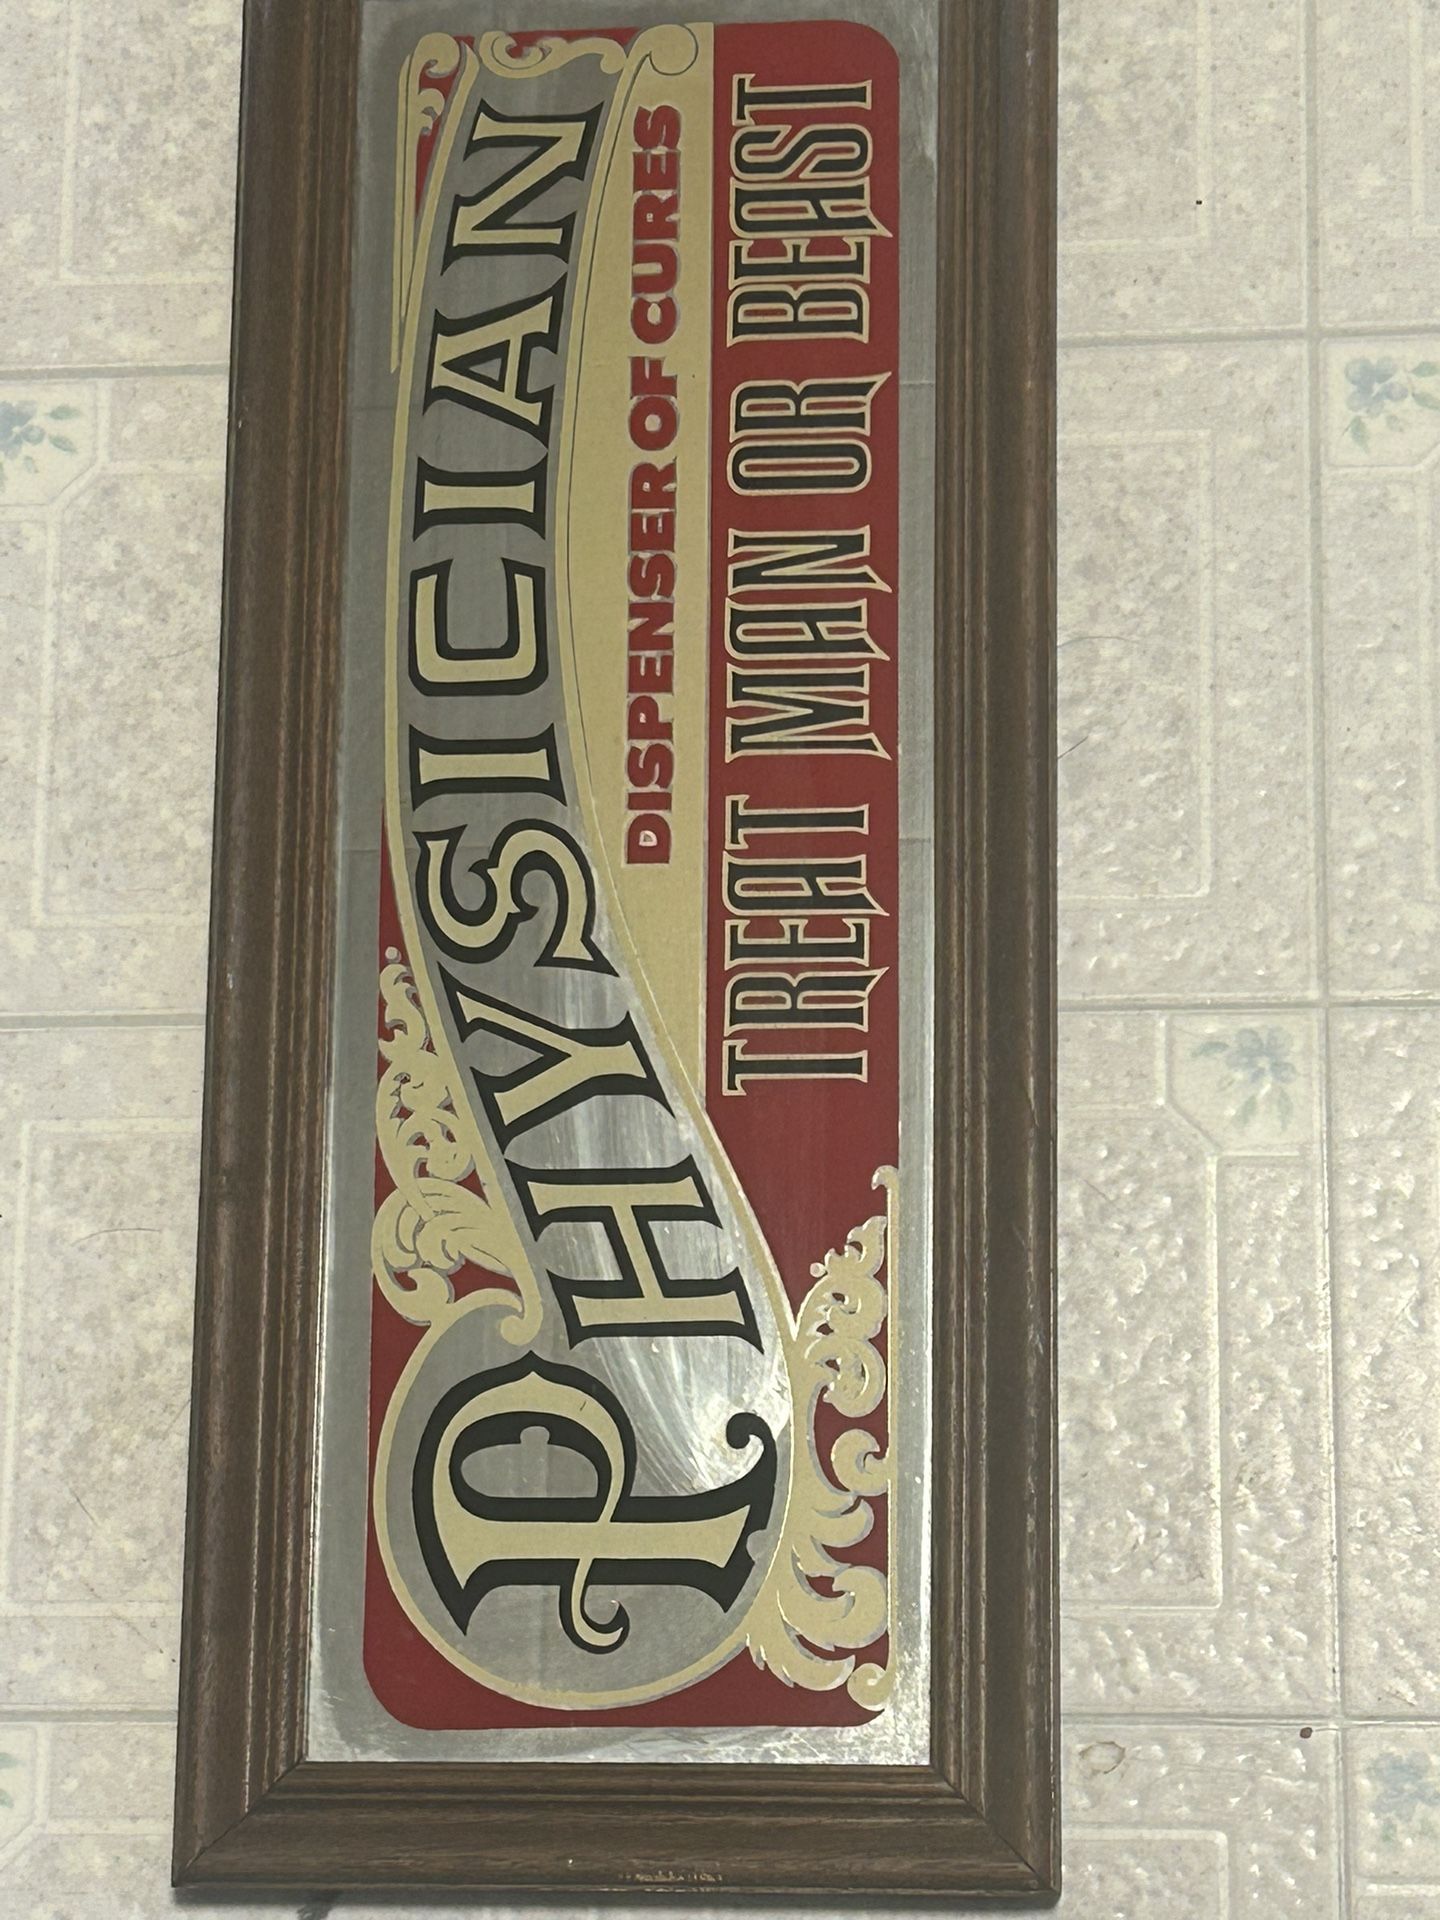 PHYSICIAN
DISPENSER OF CURES
TREAT MAN OR BEAST